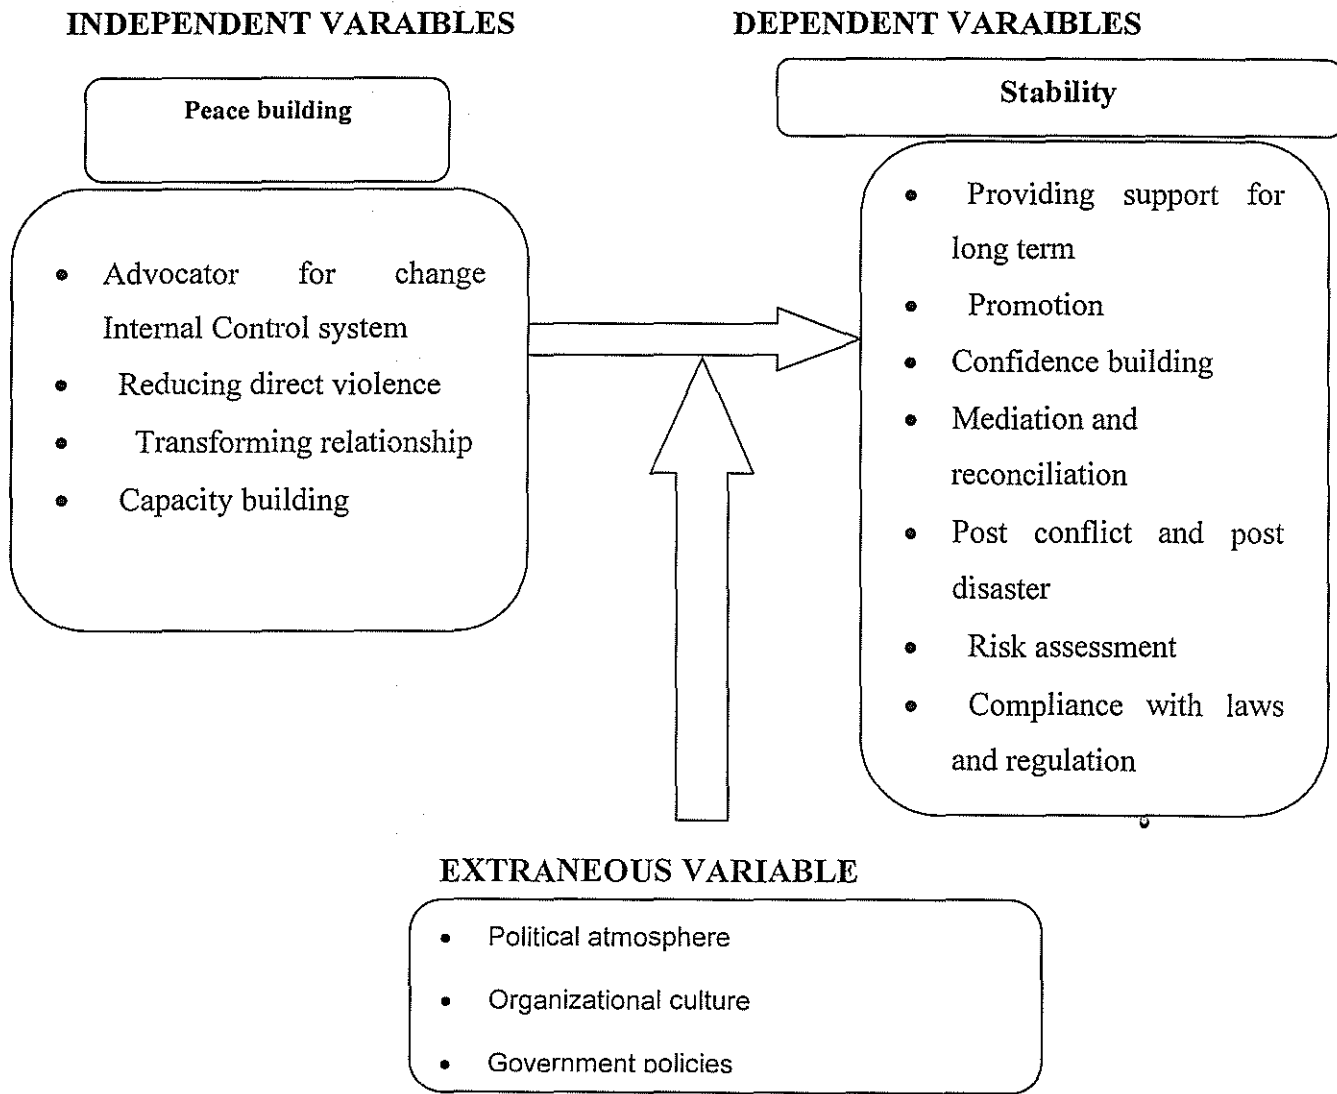 INDEPENDENT VARAIBLES
Peace building
• Advocator for change
Internal Control system
• Reducing direct violence
• Transforming relationship
• Capacity building
DEPENDENT VARAIBLES
Stability
• Providing support for
long term
• Promotion
• Confidence building
• Mediation and
reconciliation
• Post conflict and post
disaster
• Risk assessment
• Compliance with laws
and regulation
EXTRANEOUS VARIABLE
• Political atmosphere
• Organizational culture
• Government policies